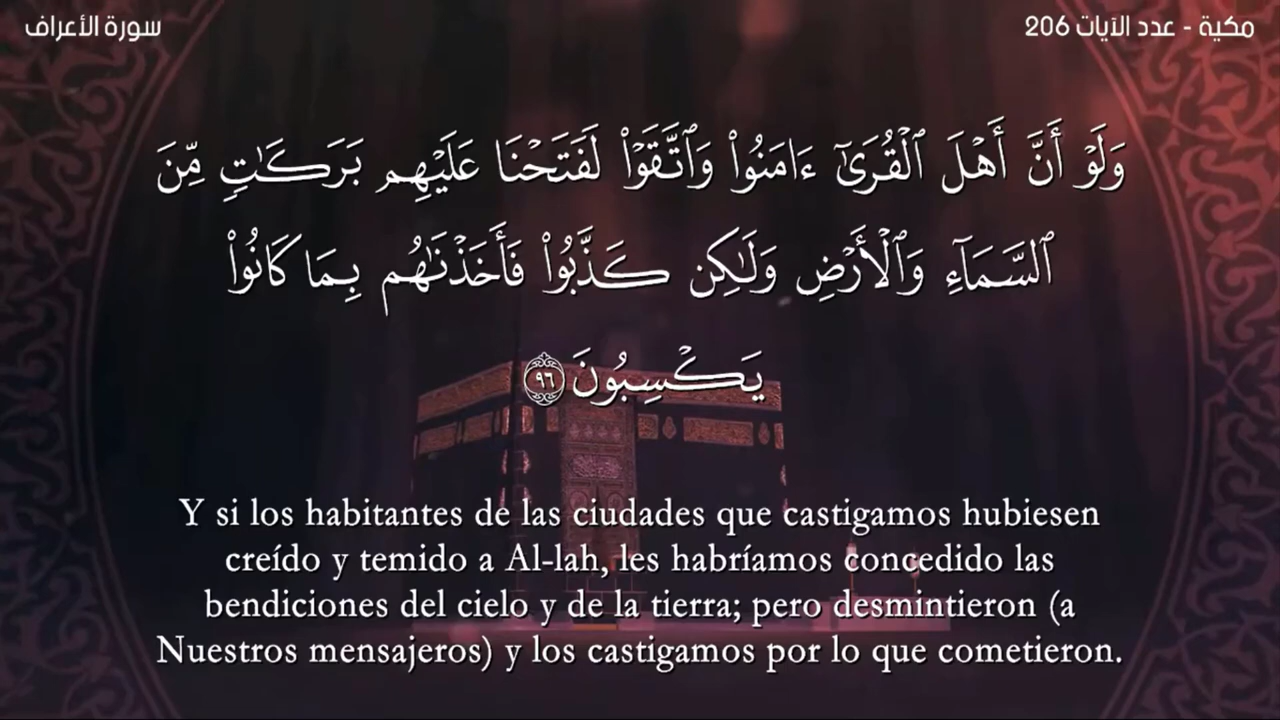 سورة الأعراف
مكية - عدد الآيات 206
وَلَوْ أَنَّ أَهْلَ ٱلْقُرَىٰٓ ءَامَنُوا۟ وَٱتَّقَوْا۟ لَفَتَحْنَا عَلَيْهِم بَرَكَـٰتٍ مِّنَ
ٱلسَّمَآءِ وَٱلْأَرْضِ وَلَـٰكِن كَذَّبُوا۟ فَأَخَذْنَـٰهُم بِمَا كَانُوا۟
يَكْسِبُونَ ٩٦
Y si los habitantes de las ciudades que castigamos hubiesen
creído y temido a Al-lah, les habríamos concedido las
bendiciones del cielo y de la tierra; pero desmintieron (a
Nuestros mensajeros) y los castigamos por lo que cometieron.